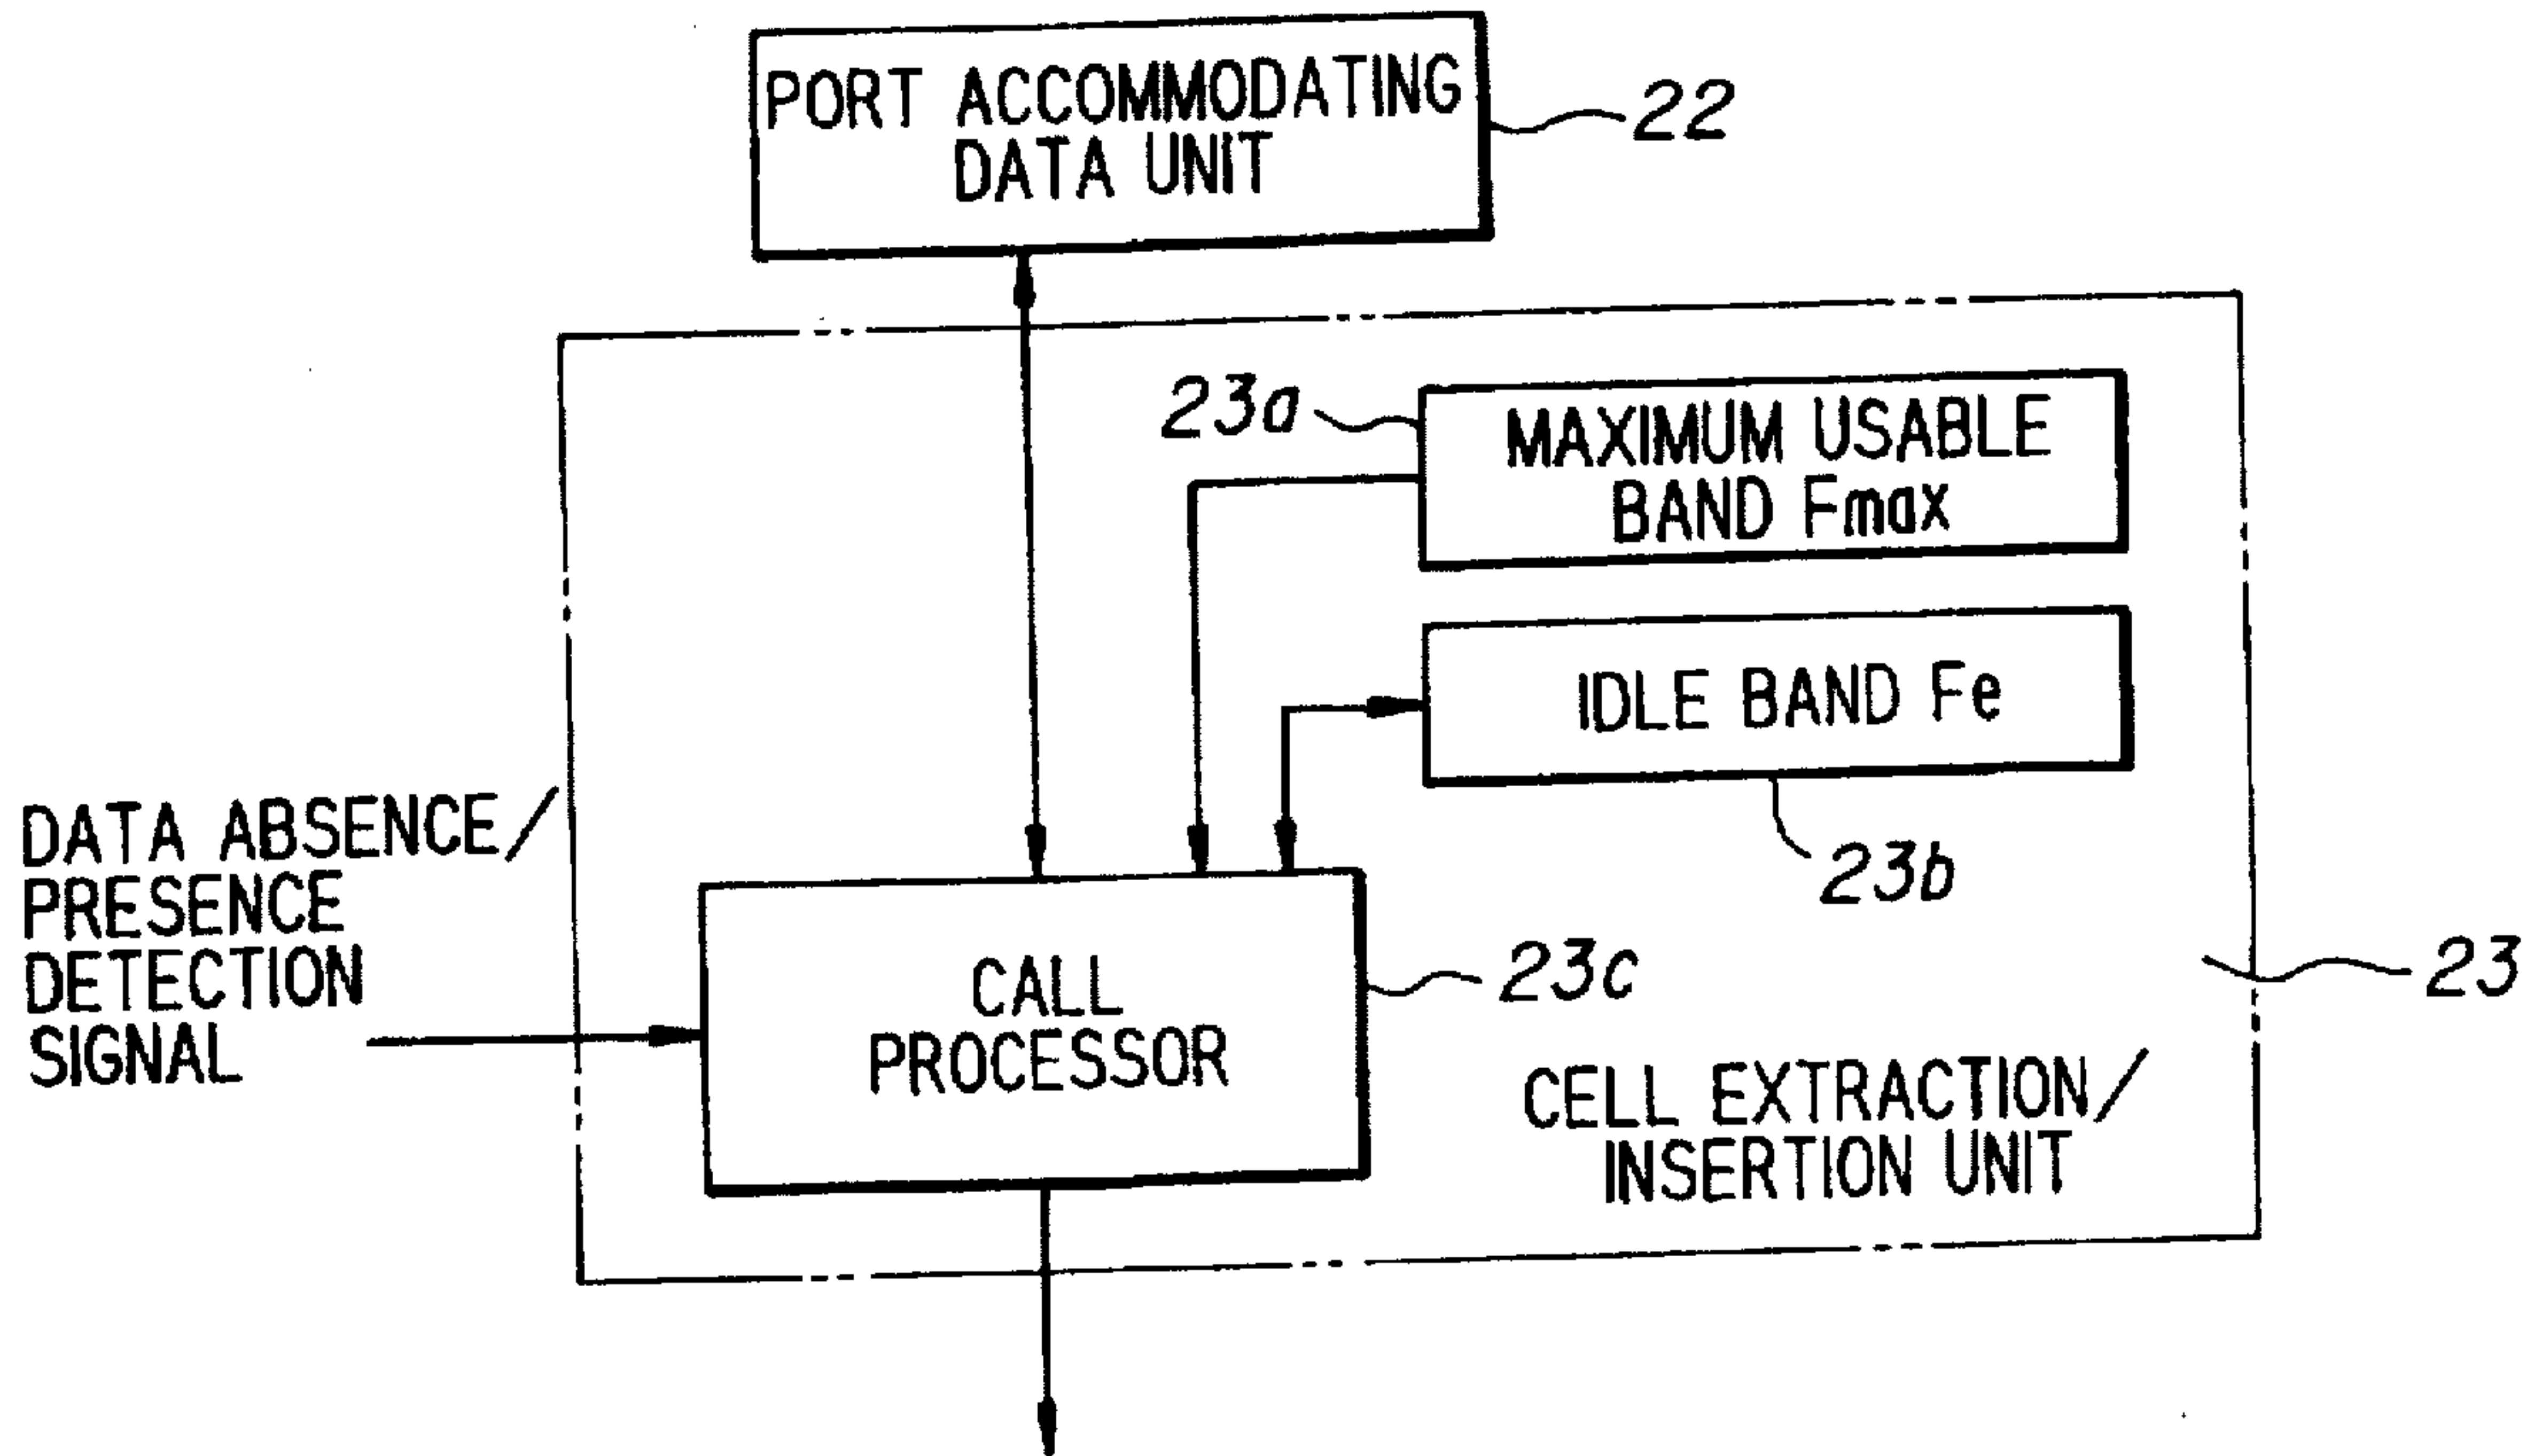 PORT ACCOMMODATING
DATA UNIT
22
23a
MAXIMUM USABLE
BAND Fmax
IDLE BAND Fe
23b
DATA ABSENCE/
PRESENCE
DETECTION
SIGNAL
CALL
PROCESSOR
23c
23
CELL EXTRACTION/
INSERTION UNIT